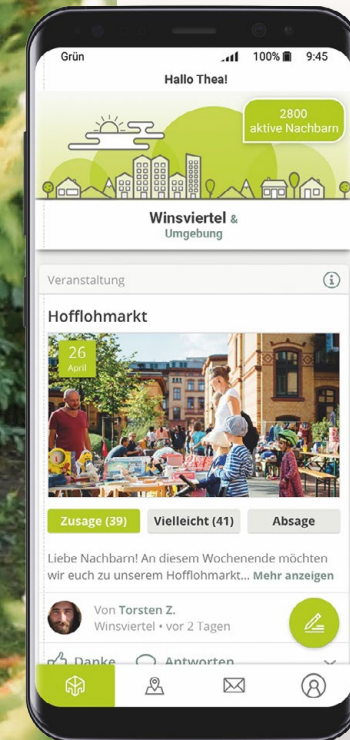 Grün 100% 9:45
Hallo Thea!
2800
aktive Nachbarn
Winsviertel &
Umgebung
Veranstaltung
Hofflohmarkt
26
April
Zusage (39) Vielleicht (41) Absage
Liebe Nachbarn! An diesem Wochenende möchten
wir euch zu unserem Hofflohmarkt... Mehr anzeigen
Von Torsten Z.
Winsviertel • vor 2 Tagen
Danke Antworten